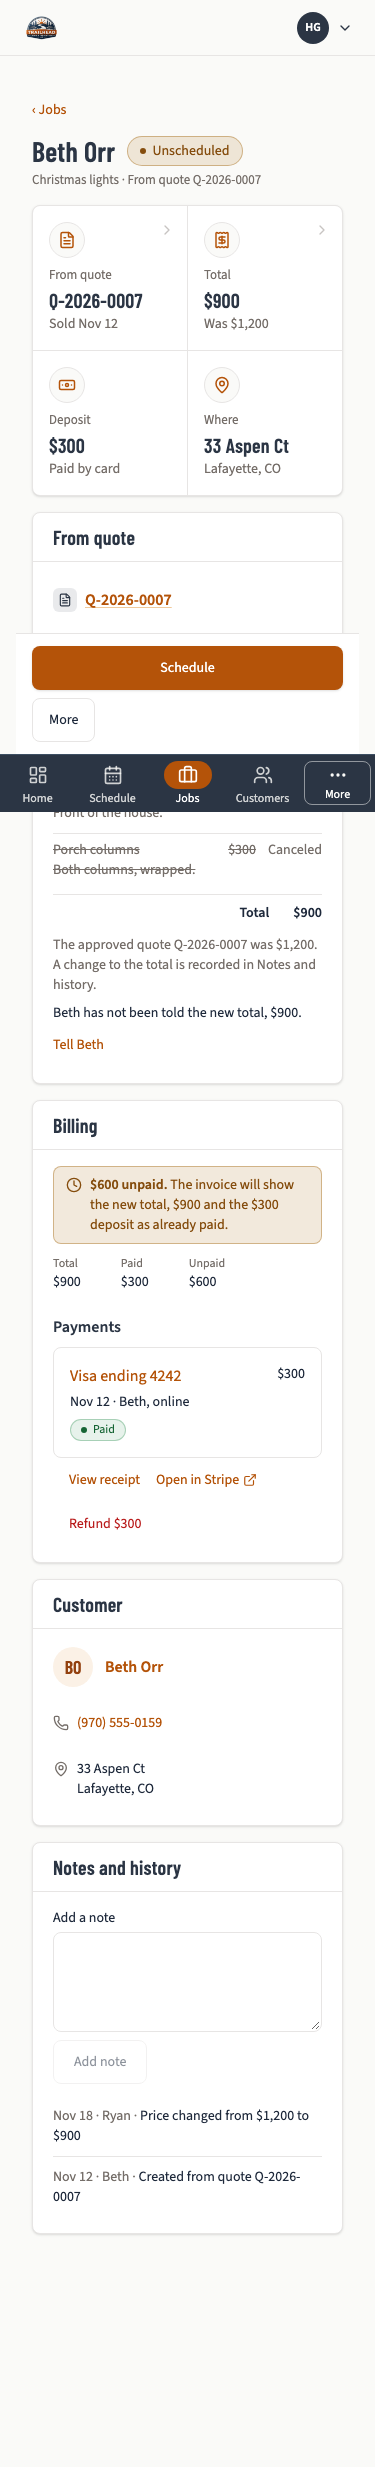 TRAILHEAD
HG
‹ Jobs
Beth Orr
Unscheduled
Christmas lights · From quote Q-2026-0007
From quote
Q-2026-0007
Sold Nov 12
Total
$900
Was $1,200
Deposit
$300
Paid by card
Where
33 Aspen Ct
Lafayette, CO
From quote
Q-2026-0007
Schedule
More
Home
Schedule
Jobs
Customers
More
Front of the house.
Porch columns $300 Canceled
Both columns, wrapped.
Total $900
The approved quote Q-2026-0007 was $1,200.
A change to the total is recorded in Notes and
history.
Beth has not been told the new total, $900.
Tell Beth
Billing
$600 unpaid. The invoice will show
the new total, $900 and the $300
deposit as already paid.
Total Paid Unpaid
$900 $300 $600
Payments
Visa ending 4242 $300
Nov 12 · Beth, online
Paid
View receipt Open in Stripe
Refund $300
Customer
BO Beth Orr
(970) 555-0159
33 Aspen Ct
Lafayette, CO
Notes and history
Add a note
Add note
Nov 18 · Ryan · Price changed from $1,200 to
$900
Nov 12 · Beth · Created from quote Q-2026-
0007